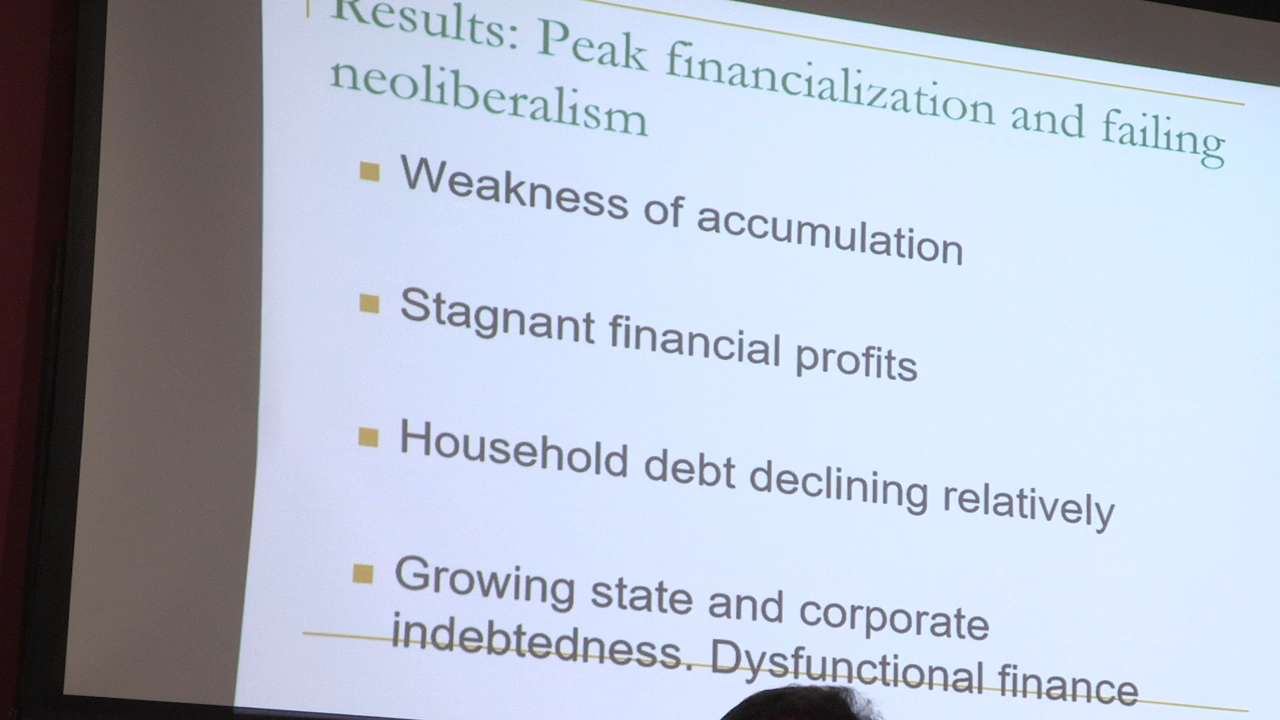 Results: Peak financialization and failing
neoliberalism
Weakness of accumulation
Stagnant financial profits
Household debt declining relatively
Growing state and corporate
indebtedness. Dysfunctional finance